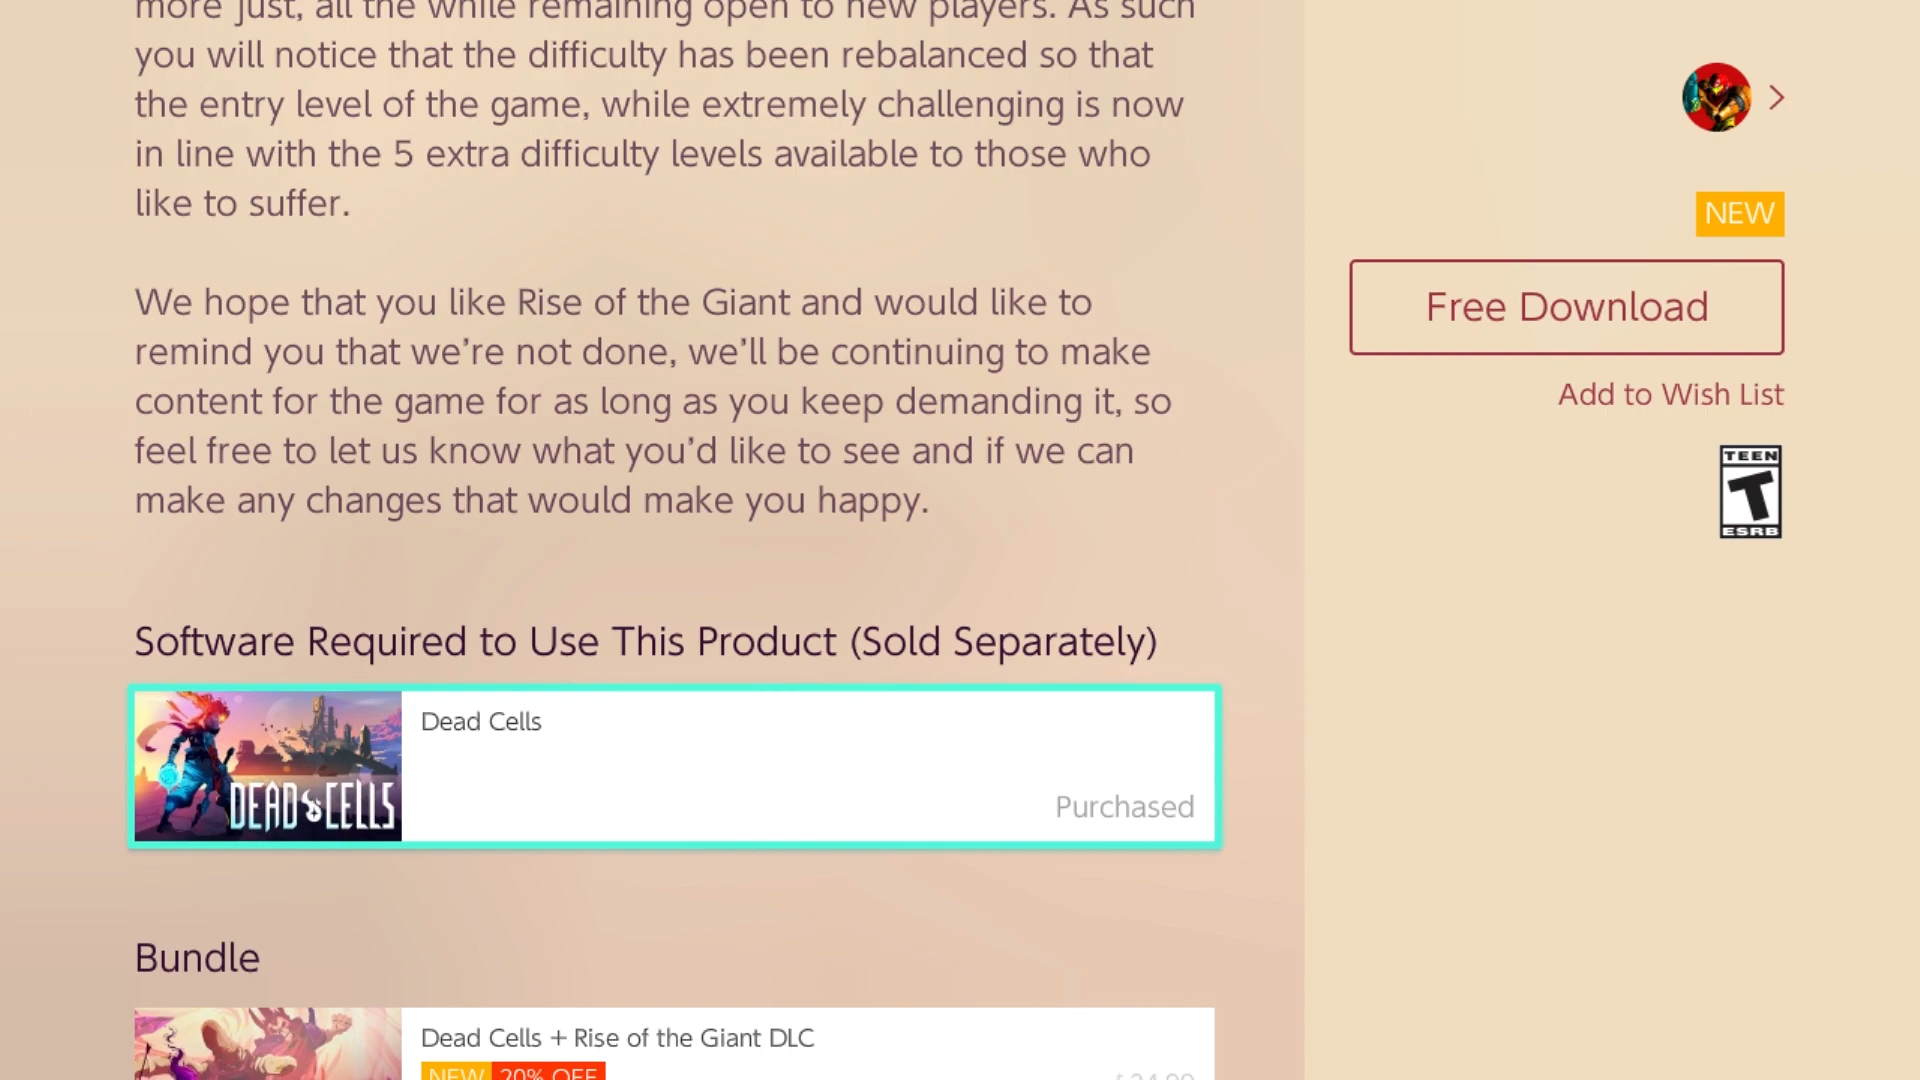 more just, all the while remaining open to new players. As such
you will notice that the difficulty has been rebalanced so that
the entry level of the game, while extremely challenging is now
in line with the 5 extra difficulty levels available to those who
like to suffer.
We hope that you like Rise of the Giant and would like to
remind you that we’re not done, we’ll be continuing to make
content for the game for as long as you keep demanding it, so
feel free to let us know what you’d like to see and if we can
make any changes that would make you happy.
Software Required to Use This Product (Sold Separately)
Dead Cells
DEAD CELLS
Purchased
Bundle
Dead Cells + Rise of the Giant DLC
NEW 20% OFF
NEW
Free Download
Add to Wish List
TEEN
T
ESRB